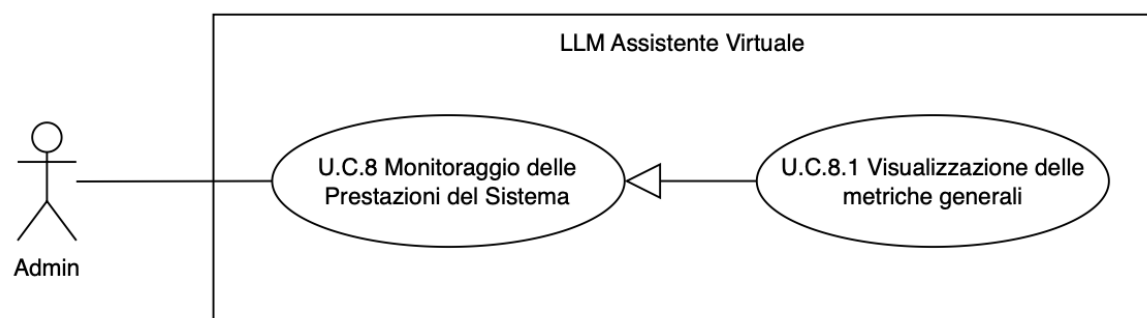 LLM Assistente Virtuale
U.C.8 Monitoraggio delle
Prestazioni del Sistema
U.C.8.1 Visualizzazione delle
metriche generali
Admin